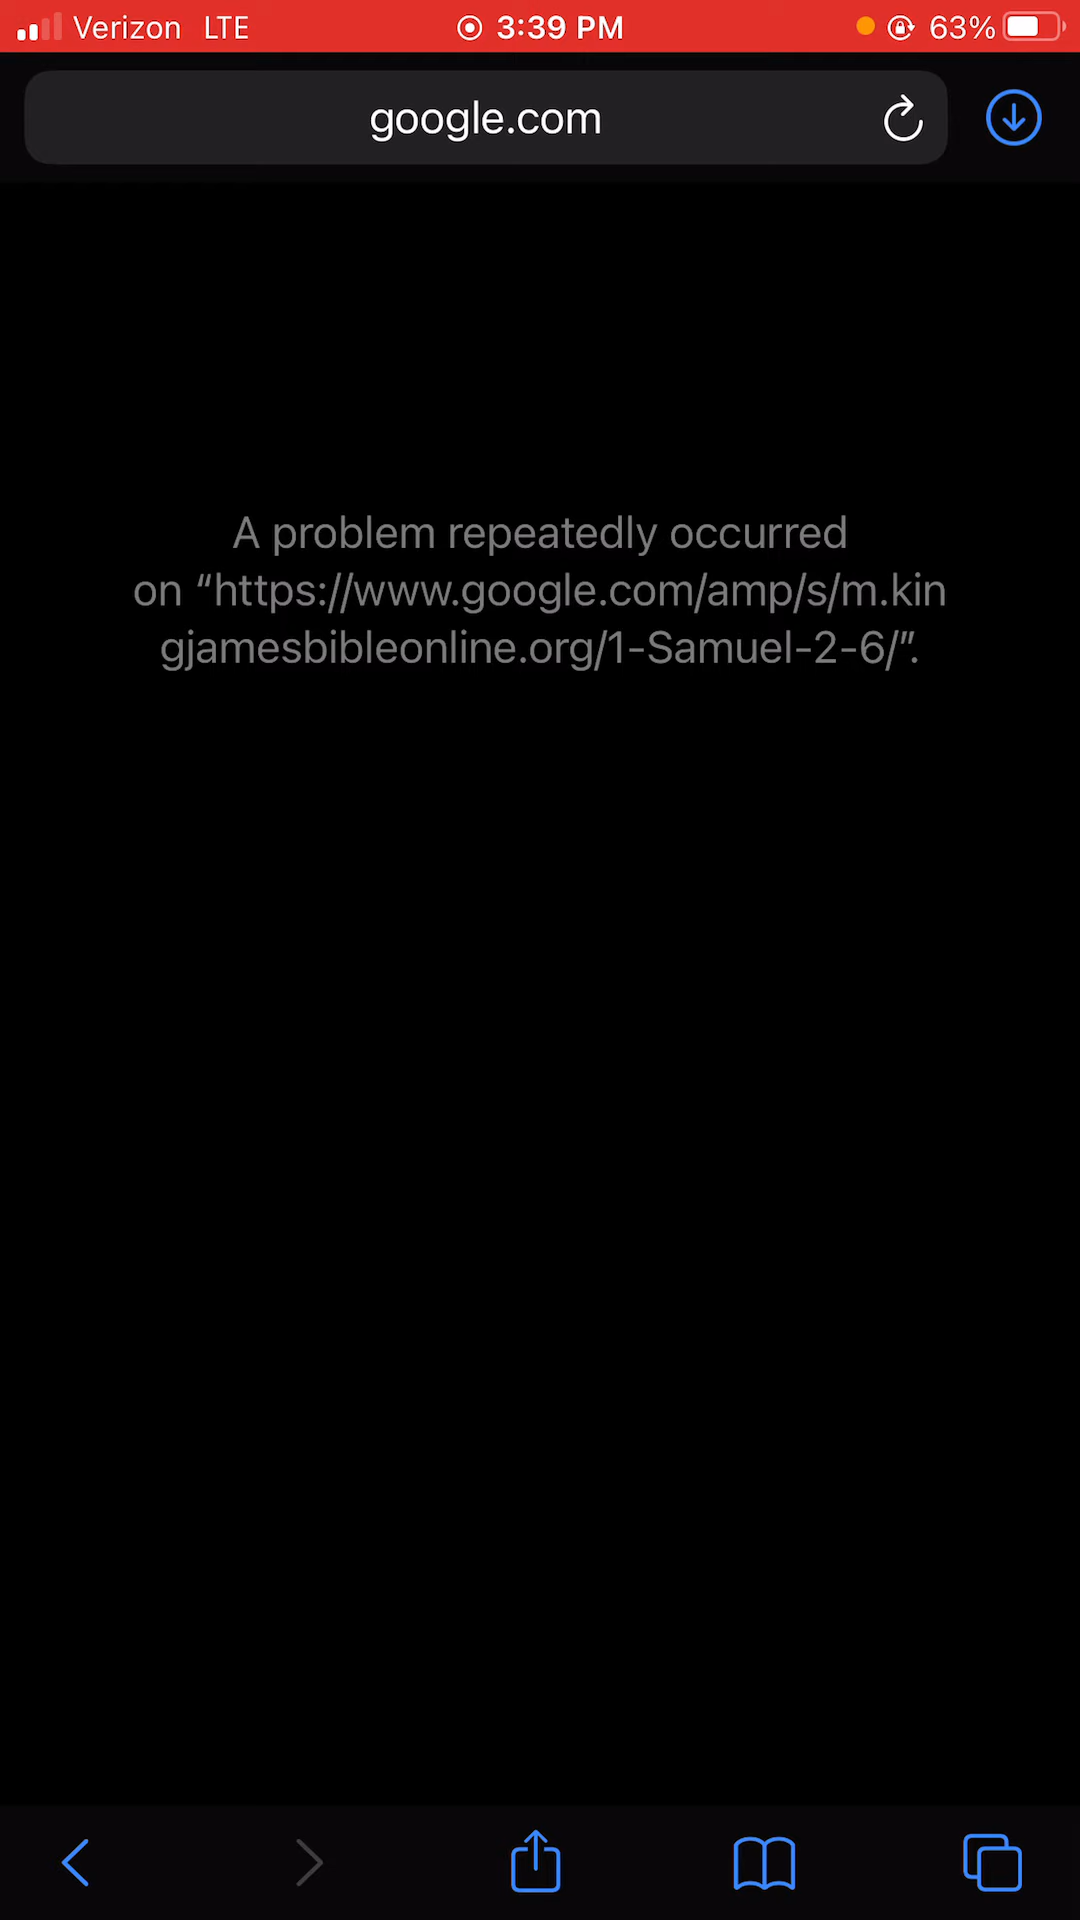 Verizon LTE 3:39 PM 63%
google.com
A problem repeatedly occurred
on “https://www.google.com/amp/s/m.kin
gjamesbibleonline.org/1-Samuel-2-6/”.